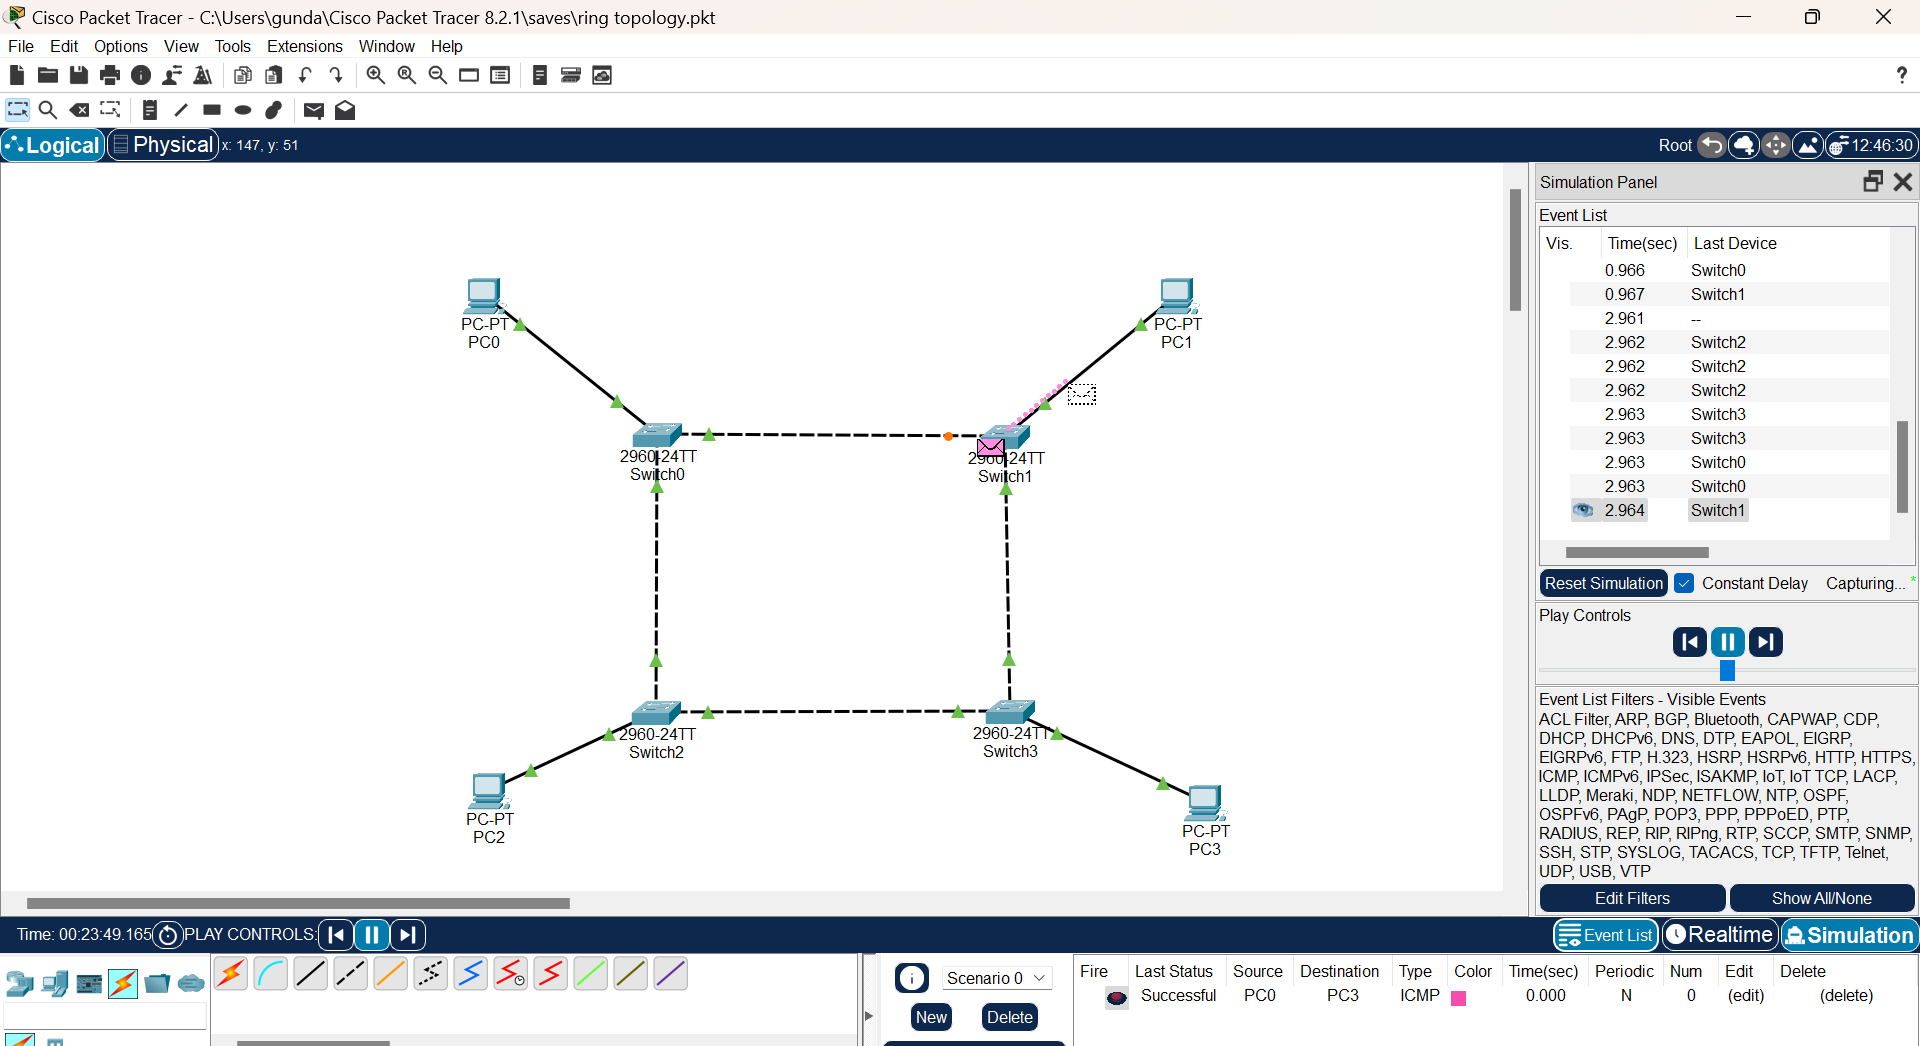 Cisco Packet Tracer - C:\Users\gunda\Cisco Packet Tracer 8.2.1\saves\ring topology.pkt
File Edit Options View Tools Extensions Window Help
?
Logical Physical x: 147, y: 51 Root 12:46:30
Simulation Panel
Event List
Vis. Time(sec) Last Device
0.966 Switch0
0.967 Switch1
2.961 --
2.962 Switch2
2.962 Switch2
2.962 Switch2
2.963 Switch3
2.963 Switch3
2.963 Switch0
2.963 Switch0
2.964 Switch1
Reset Simulation Constant Delay Capturing... *
Play Controls
Event List Filters - Visible Events
ACL Filter, ARP, BGP, Bluetooth, CAPWAP, CDP,
DHCP, DHCPv6, DNS, DTP, EAPOL, EIGRP,
EIGRPv6, FTP, H.323, HSRP, HSRPv6, HTTP, HTTPS,
ICMP, ICMPv6, IPSec, ISAKMP, IoT, IoT TCP, LACP,
LLDP, Meraki, NDP, NETFLOW, NTP, OSPF,
OSPFv6, PAgP, POP3, PPP, PPPoED, PTP,
RADIUS, REP, RIP, RIPng, RTP, SCCP, SMTP, SNMP,
SSH, STP, SYSLOG, TACACS, TCP, TFTP, Telnet,
UDP, USB, VTP
Edit Filters Show All/None
PC-PT
PC0
PC-PT
PC1
2960-24TT
Switch0
2960-24TT
Switch1
2960-24TT
Switch2
2960-24TT
Switch3
PC-PT
PC2
PC-PT
PC3
Time: 00:23:49.165 PLAY CONTROLS: Event List Realtime Simulation
Scenario 0
New Delete
Fire Last Status Source Destination Type Color Time(sec) Periodic Num Edit Delete
Successful PC0 PC3 ICMP 0.000 N 0 (edit) (delete)